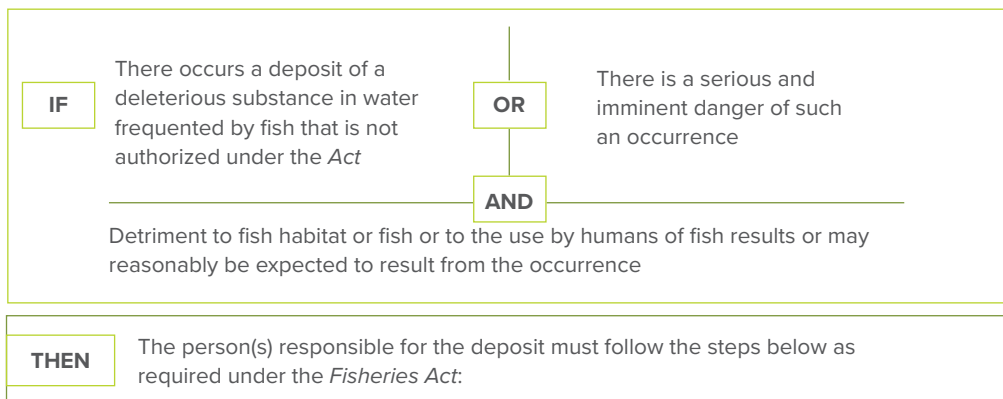 IF
There occurs a deposit of a
deleterious substance in water
frequented by fish that is not
authorized under the Act
OR
There is a serious and
imminent danger of such
an occurrence
AND
Detriment to fish habitat or fish or to the use by humans of fish results or may
reasonably be expected to result from the occurrence
THEN
The person(s) responsible for the deposit must follow the steps below as
required under the Fisheries Act: